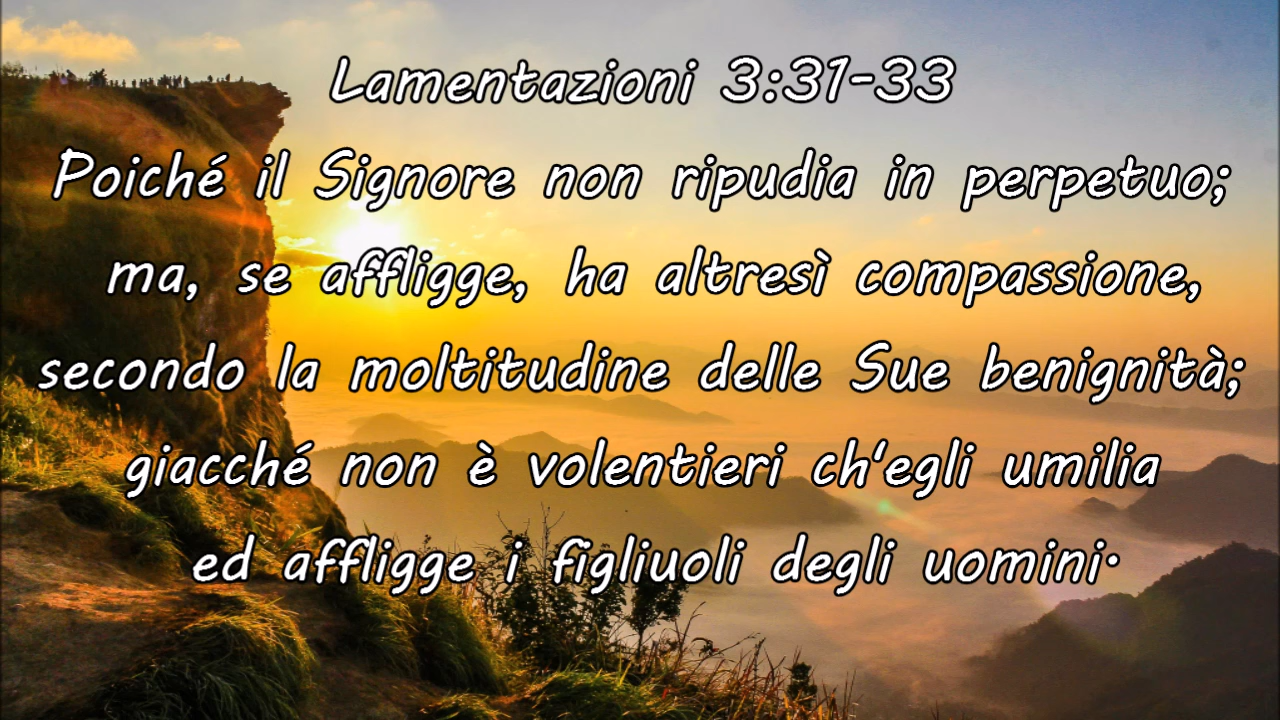 Lamentazioni 3:31-33
Poiché il Signore non ripudia in perpetuo;
ma, se affligge, ha altresì compassione,
secondo la moltitudine delle Sue benignità;
giacché non è volentieri ch'egli umilia
ed affligge i figliuoli degli uomini.